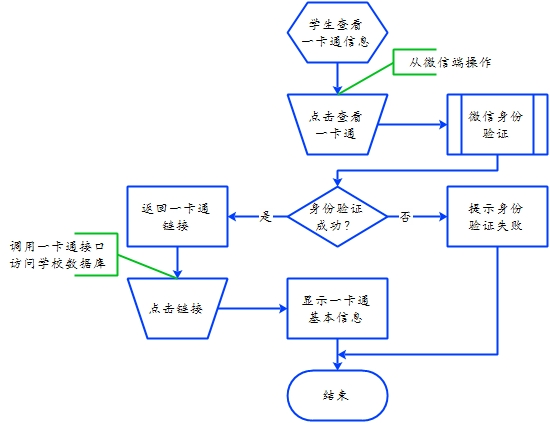 学生查看
一卡通信息
从微信端操作
点击查看
一卡通
微信身份
验证
返回一卡通
链接
是
身份验证
成功?
否
提示身份
验证失败
调用一卡通接口
访问学校数据库
点击链接
显示一卡通
基本信息
结束